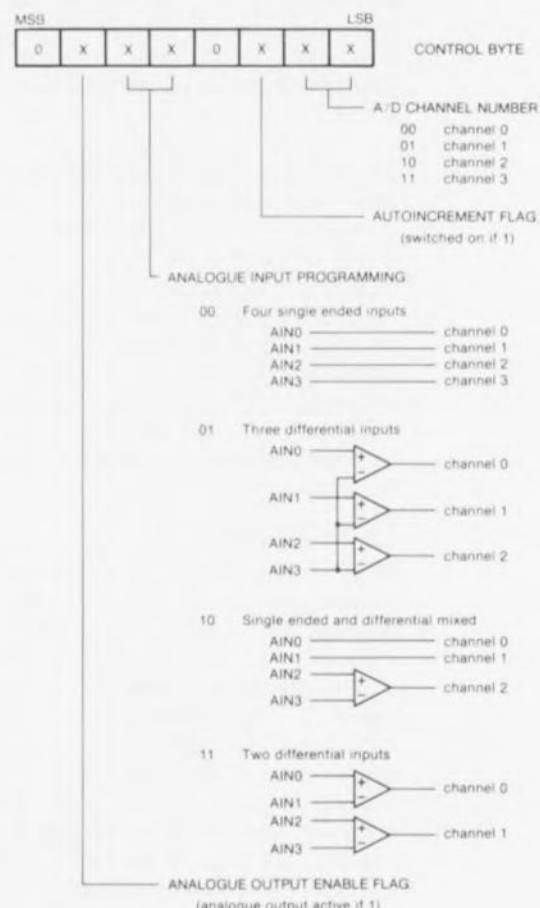 MSB LSB
0 X X X 0 X X X CONTROL BYTE
A/D CHANNEL NUMBER:
00 channel 0
01 channel 1
10 channel 2
11 channel 3
AUTOINCREMENT FLAG
(switched on if 1)
ANALOGUE INPUT PROGRAMMING
00 Four single ended inputs
AIN0 channel 0
AIN1 channel 1
AIN2 channel 2
AIN3 channel 3
01 Three differential inputs
AIN0 + − channel 0
AIN1 + − channel 1
AIN2 + − channel 2
AIN3
10 Single ended and differential mixed
AIN0 channel 0
AIN1 channel 1
AIN2 + − channel 2
AIN3
11 Two differential inputs
AIN0 + − channel 0
AIN1
AIN2 + − channel 1
AIN3
ANALOGUE OUTPUT ENABLE FLAG:
(analogue output active if 1)